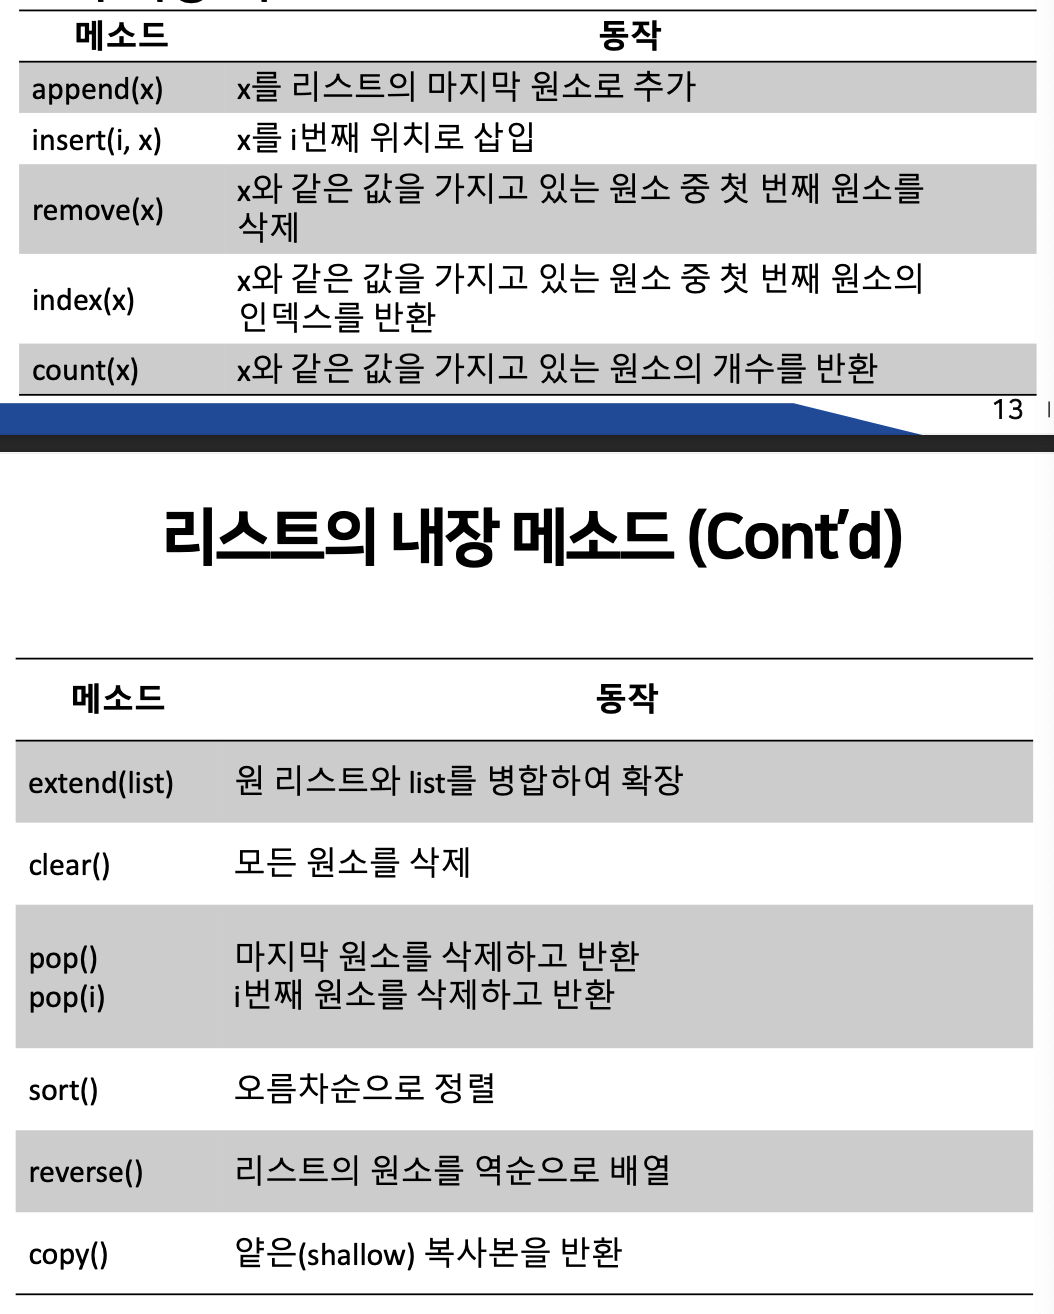 메소드 동작
append(x) x를 리스트의 마지막 원소로 추가
insert(i, x) x를 i번째 위치로 삽입
remove(x) x와 같은 값을 가지고 있는 원소 중 첫 번째 원소를
삭제
index(x) x와 같은 값을 가지고 있는 원소 중 첫 번째 원소의
인덱스를 반환
count(x) x와 같은 값을 가지고 있는 원소의 개수를 반환
13
리스트의 내장 메소드 (Cont’d)
메소드 동작
extend(list) 원 리스트와 list를 병합하여 확장
clear() 모든 원소를 삭제
pop() 마지막 원소를 삭제하고 반환
pop(i) i번째 원소를 삭제하고 반환
sort() 오름차순으로 정렬
reverse() 리스트의 원소를 역순으로 배열
copy() 얕은(shallow) 복사본을 반환